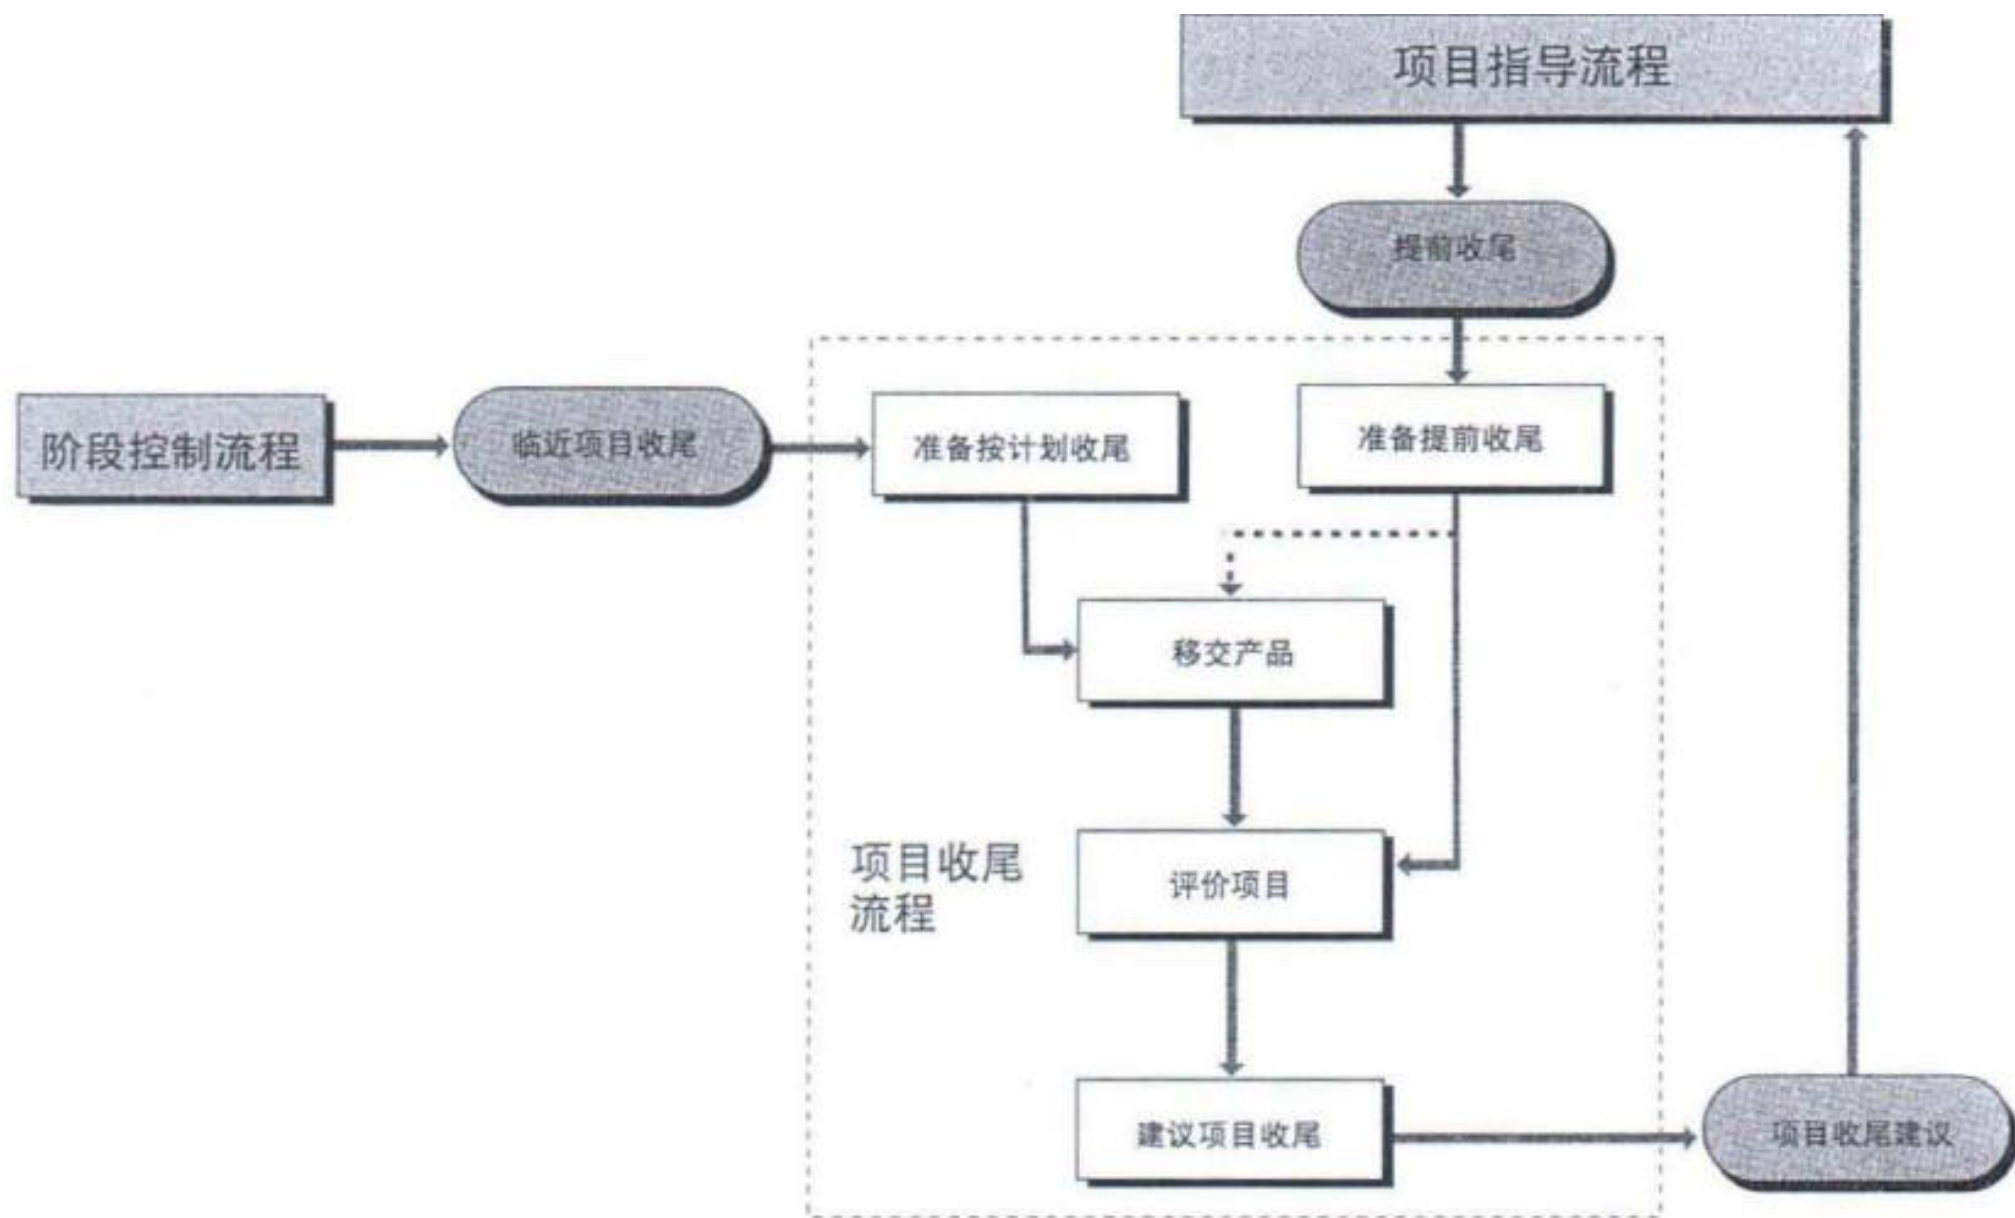 项目指导流程
提前收尾
阶段控制流程
临近项目收尾
准备按计划收尾
准备提前收尾
移交产品
项目收尾
流程
评价项目
建议项目收尾
项目收尾建议